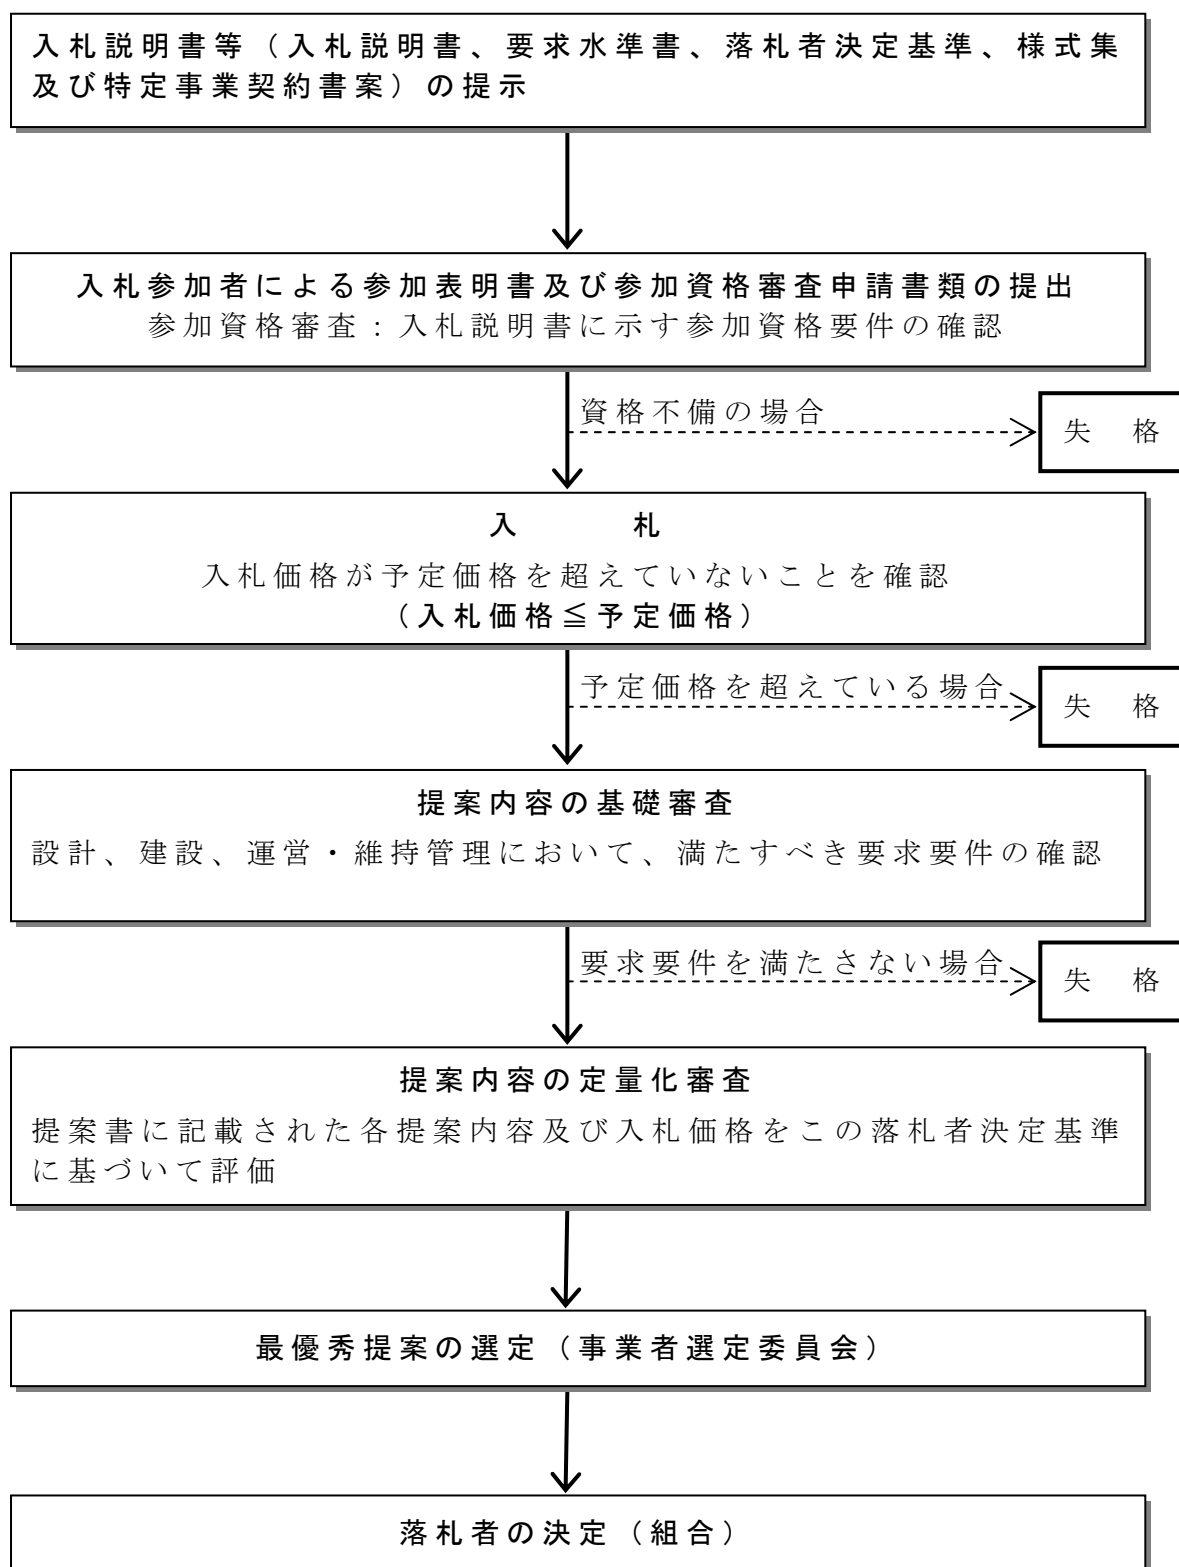 入札説明書等（入札説明書、要求水準書、落札者決定基準、様式集
及び特定事業契約書案）の提示
入札参加者による参加表明書及び参加資格審査申請書類の提出
参加資格審査：入札説明書に示す参加資格要件の確認
資格不備の場合
失　格
入　　　札
入札価格が予定価格を超えていないことを確認
（入札価格≦予定価格）
予定価格を超えている場合
失　格
提案内容の基礎審査
設計、建設、運営・維持管理において、満たすべき要求要件の確認
要求要件を満たさない場合
失　格
提案内容の定量化審査
提案書に記載された各提案内容及び入札価格をこの落札者決定基準
に基づいて評価
最優秀提案の選定（事業者選定委員会）
落札者の決定（組合）